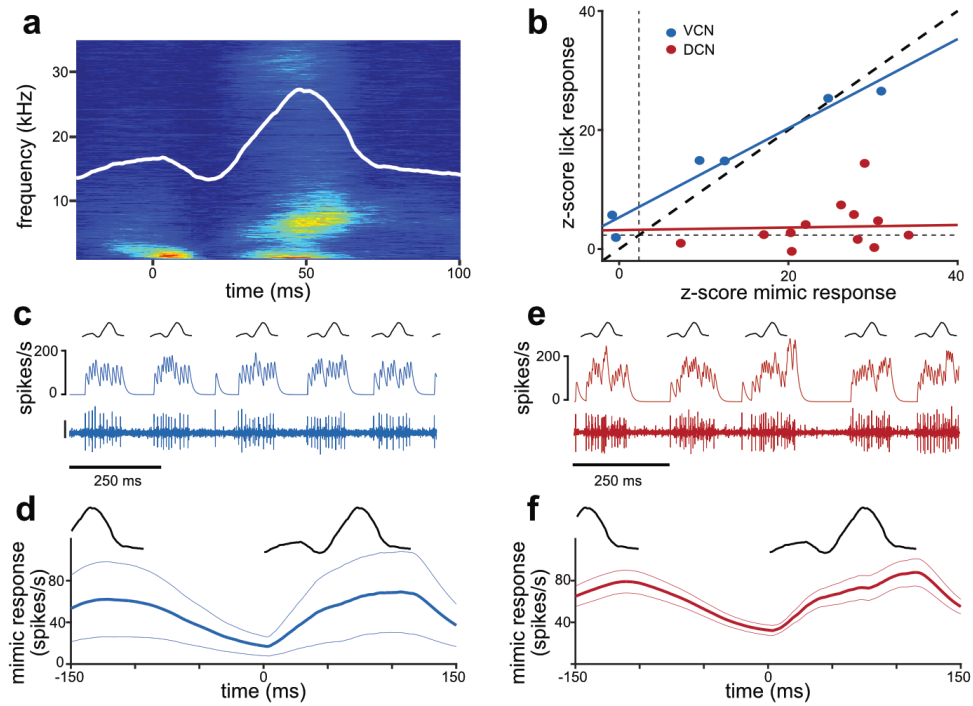 a
frequency (kHz)
30
20
10
0
50
100
time (ms)
b
z-score lick response
40
20
0
VCN
DCN
0
20
40
z-score mimic response
c
spikes/s
200
0
250 ms
e
spikes/s
200
0
250 ms
d
mimic response
(spikes/s)
80
40
0
-150
0
150
time (ms)
f
mimic response
(spikes/s)
80
40
-150
0
150
time (ms)